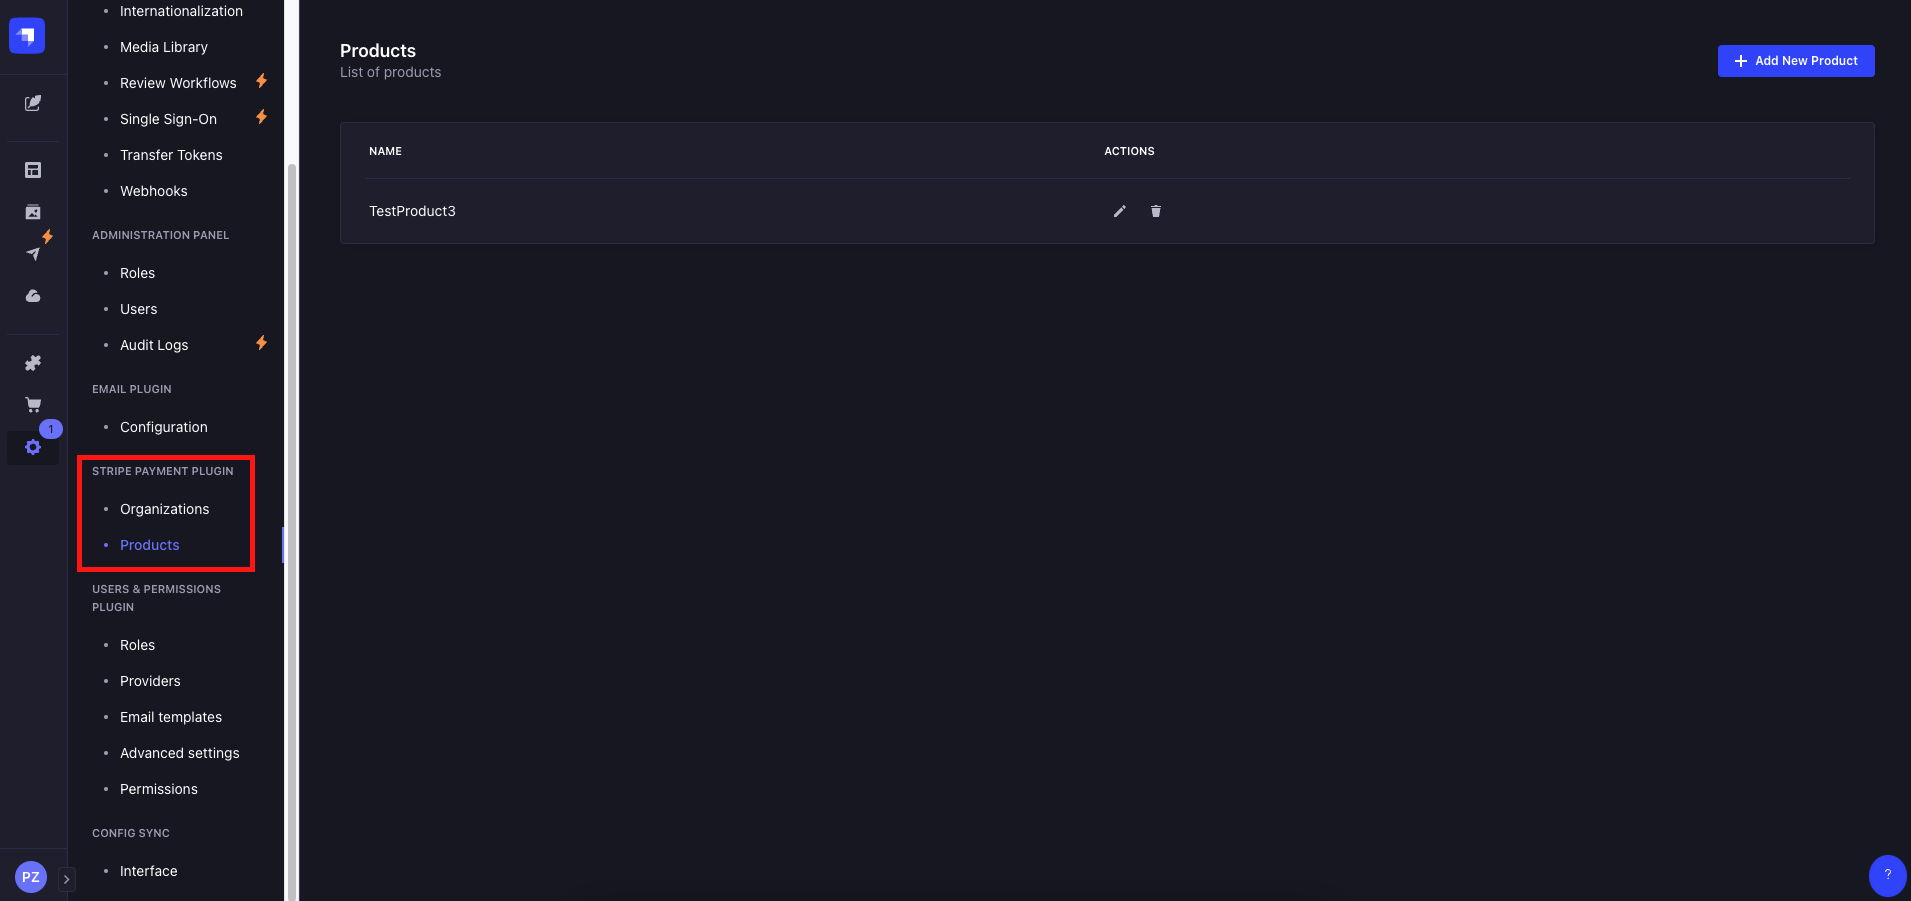 Internationalization
Media Library
Review Workflows
Single Sign-On
Transfer Tokens
Webhooks
ADMINISTRATION PANEL
Roles
Users
Audit Logs
EMAIL PLUGIN
Configuration
1
STRIPE PAYMENT PLUGIN
Organizations
Products
USERS & PERMISSIONS
PLUGIN
Roles
Providers
Email templates
Advanced settings
Permissions
CONFIG SYNC
Interface
PZ
Products
List of products
+ Add New Product
NAME ACTIONS
TestProduct3
?